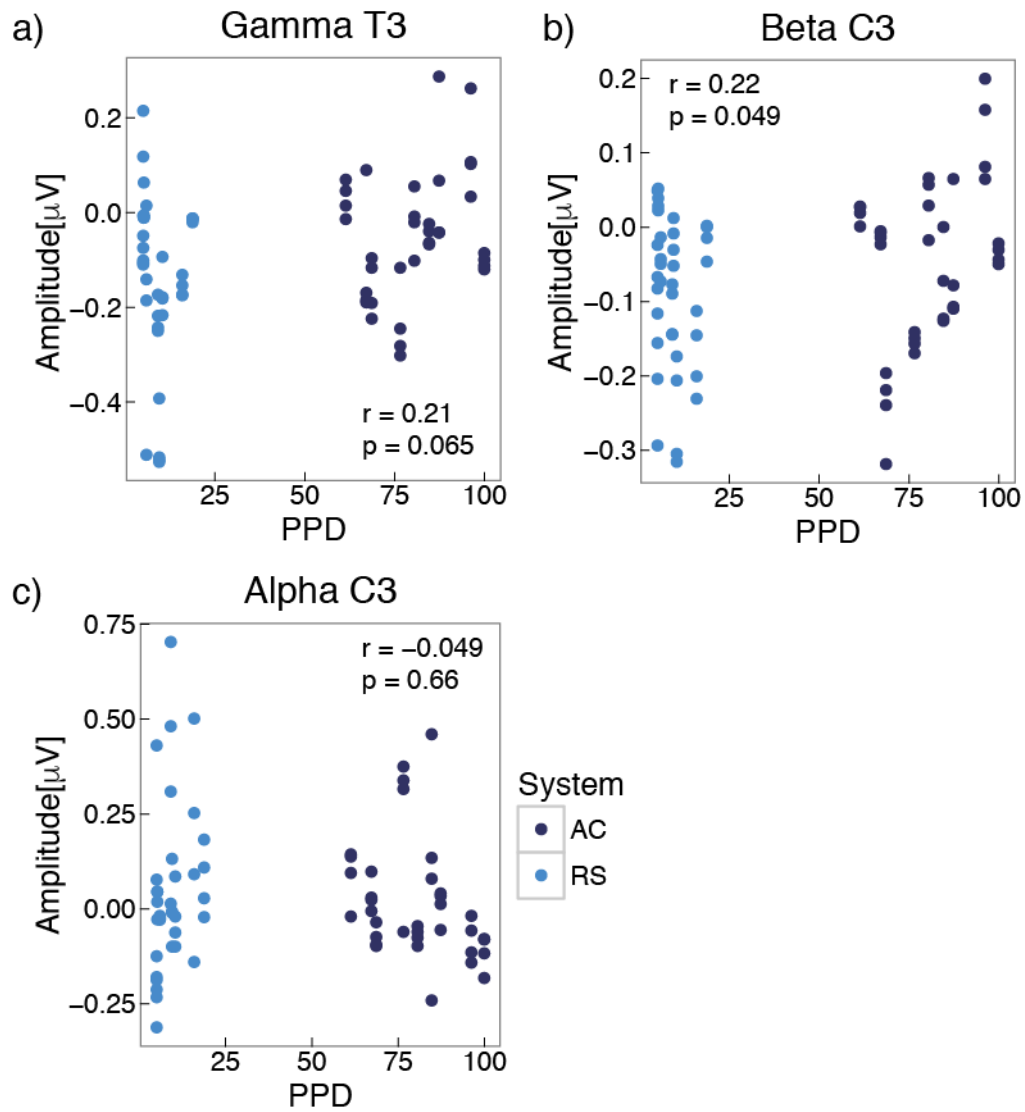 a)
Gamma T3
Amplitude[μV]
0.2
0.0
−0.2
−0.4
r = 0.21
p = 0.065
25
50
75
100
PPD
b)
Beta C3
Amplitude[μV]
0.2
0.1
0.0
−0.1
−0.2
−0.3
r = 0.22
p = 0.049
25
50
75
100
PPD
c)
Alpha C3
Amplitude[μV]
0.75
0.50
0.25
0.00
−0.25
r = −0.049
p = 0.66
25
50
75
100
PPD
System
AC
RS